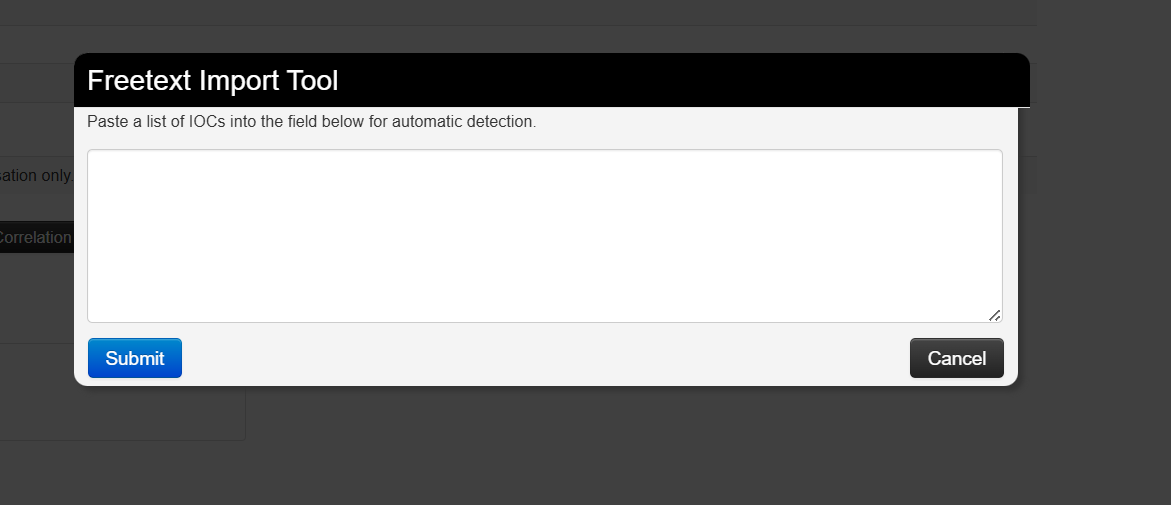 Freetext Import Tool
Paste a list of IOCs into the field below for automatic detection.
ation only.
Correlation
Submit
Cancel